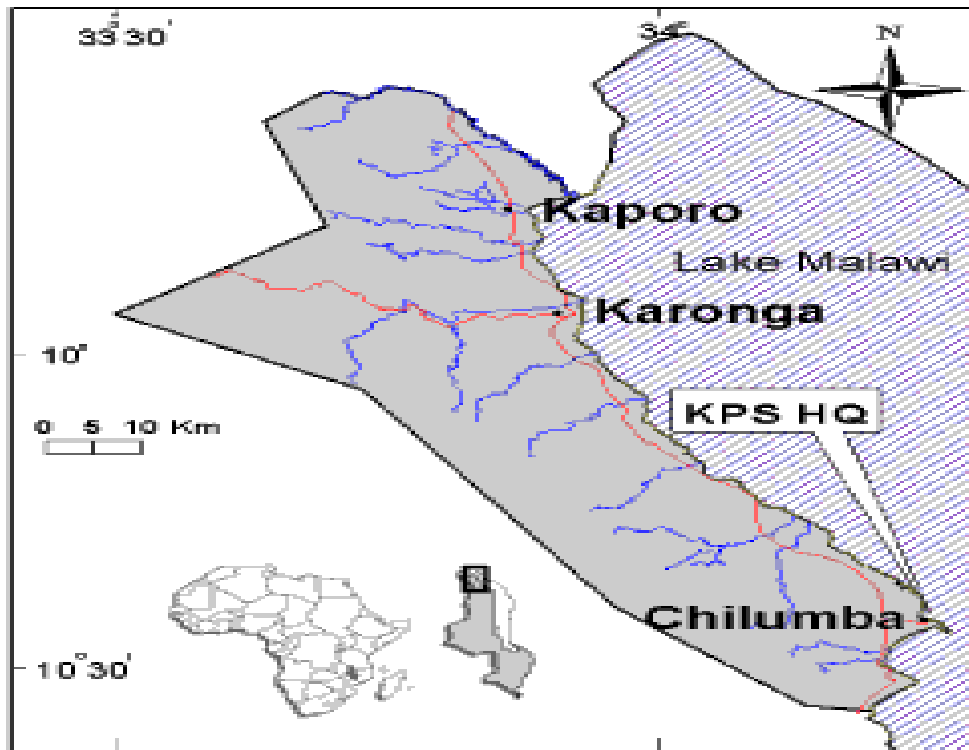 33° 30'
34°
N
Kaporo
Lake Malawi
Karonga
10°
KPS HQ
0 5 10 Km
Chilumba
10° 30'